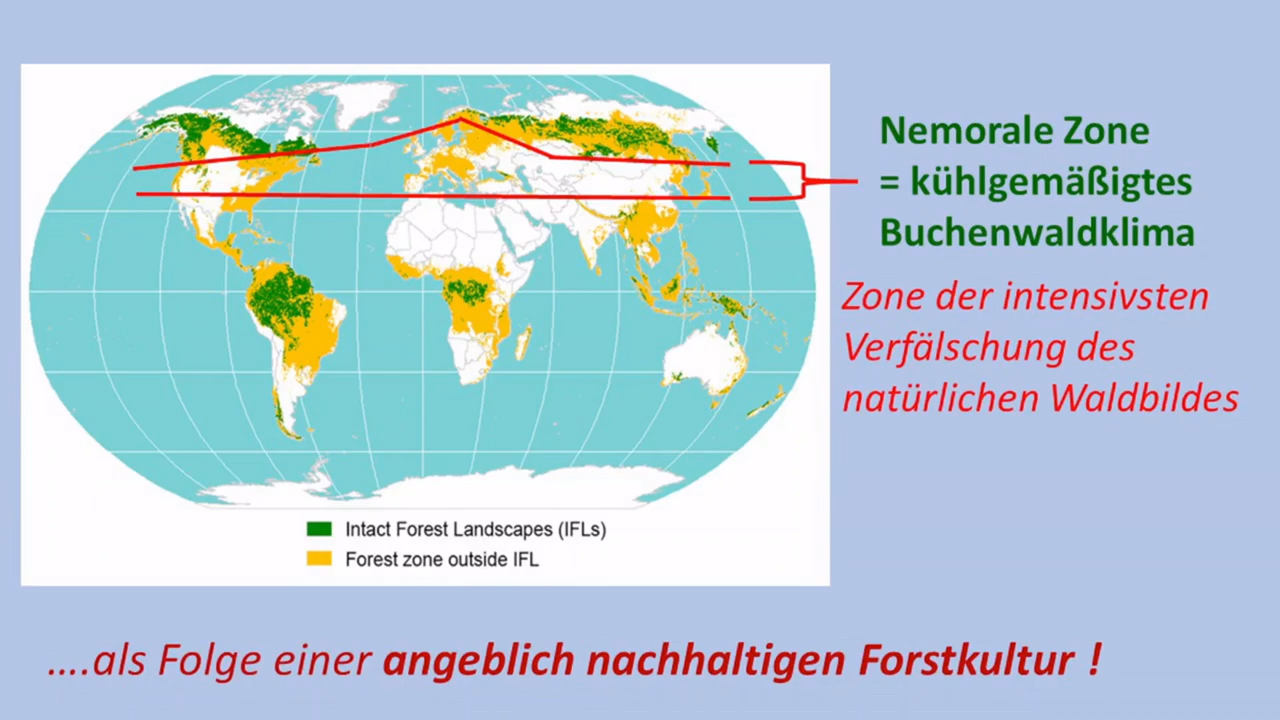 Nemorale Zone
= kühlgemäßigtes
Buchenwaldklima
Zone der intensivsten
Verfälschung des
natürlichen Waldbildes
Intact Forest Landscapes (IFLs)
Forest zone outside IFL
....als Folge einer angeblich nachhaltigen Forstkultur !